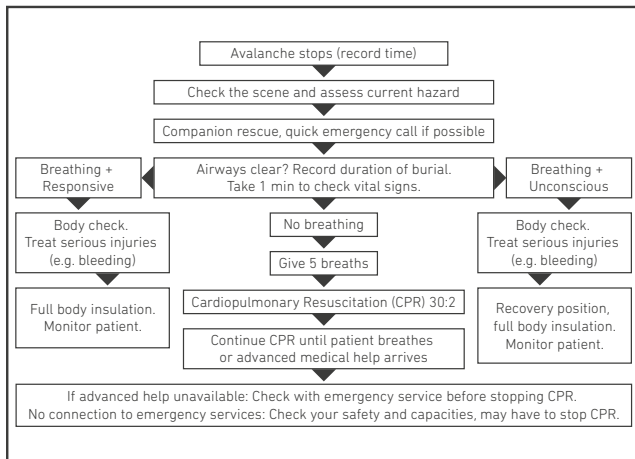 Avalanche stops (record time)
Check the scene and assess current hazard
Companion rescue, quick emergency call if possible
Breathing +
Responsive
Airways clear? Record duration of burial.
Take 1 min to check vital signs.
Breathing +
Unconscious
Body check.
Treat serious injuries
(e.g. bleeding)
No breathing
Give 5 breaths
Body check.
Treat serious injuries
(e.g. bleeding)
Full body insulation.
Monitor patient.
Cardiopulmonary Resuscitation (CPR) 30:2
Continue CPR until patient breathes
or advanced medical help arrives
Recovery position,
full body insulation.
Monitor patient.
If advanced help unavailable: Check with emergency service before stopping CPR.
No connection to emergency services: Check your safety and capacities, may have to stop CPR.